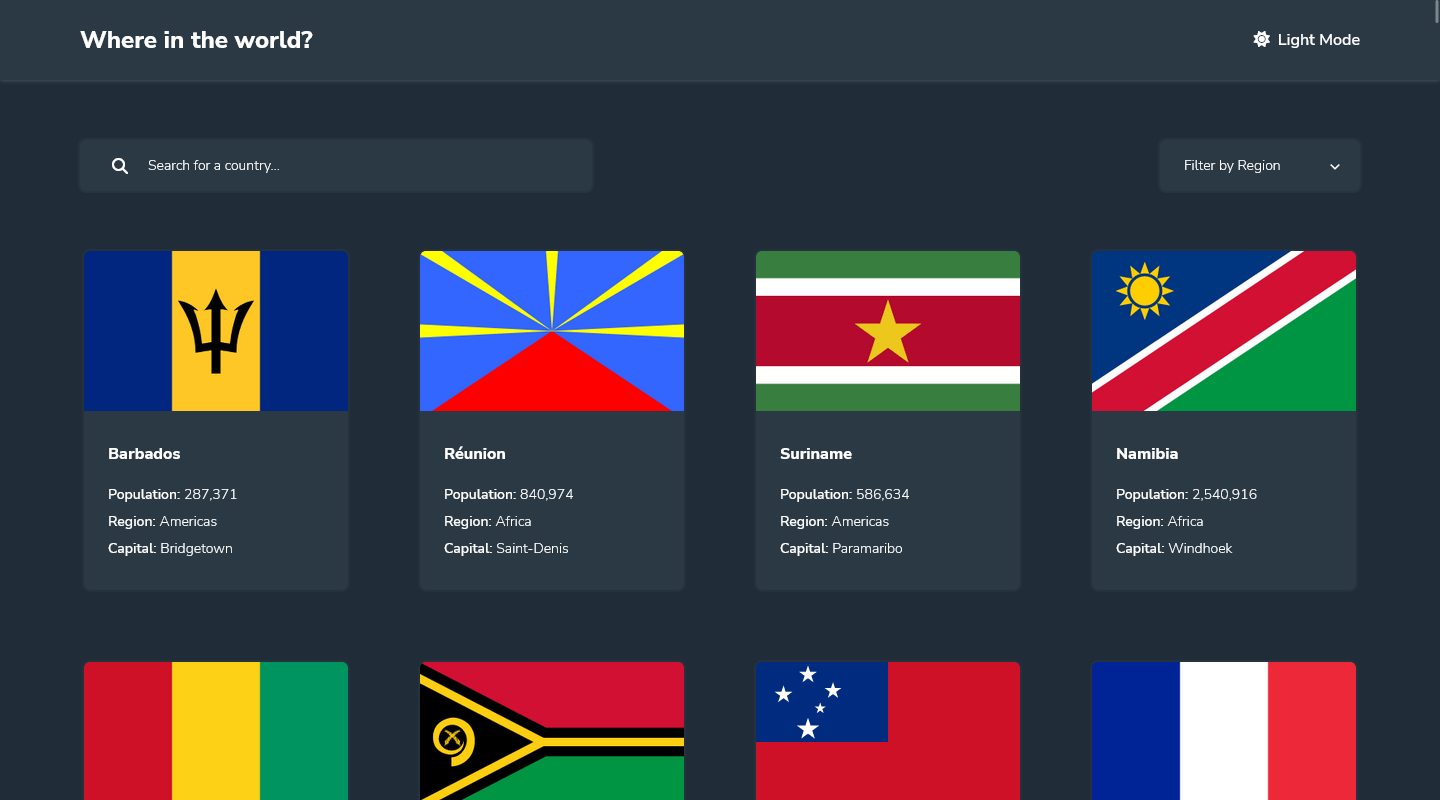 Where in the world?
Light Mode
Search for a country...
Filter by Region
Barbados
Population: 287,371
Region: Americas
Capital: Bridgetown
Réunion
Population: 840,974
Region: Africa
Capital: Saint-Denis
Suriname
Population: 586,634
Region: Americas
Capital: Paramaribo
Namibia
Population: 2,540,916
Region: Africa
Capital: Windhoek